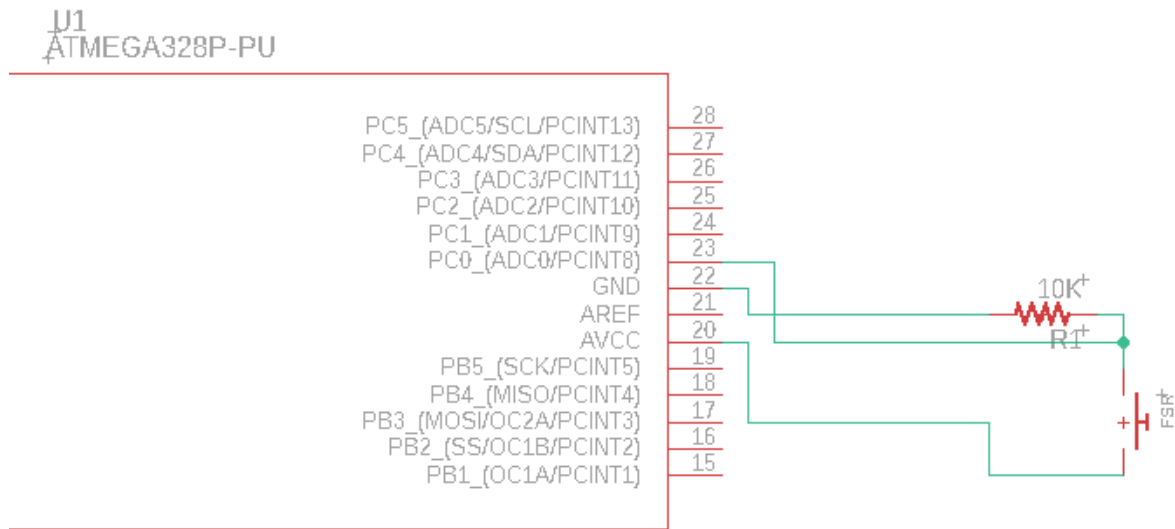 U1
ATMEGA328P-PU
PC5_(ADC5/SCL/PCINT13) 28
PC4_(ADC4/SDA/PCINT12) 27
PC3_(ADC3/PCINT11) 26
PC2_(ADC2/PCINT10) 25
PC1_(ADC1/PCINT9) 24
PC0_(ADC0/PCINT8) 23
GND 22
AREF 21
AVCC 20
PB5_(SCK/PCINT5) 19
PB4_(MISO/PCINT4) 18
PB3_(MOSI/OC2A/PCINT3) 17
PB2_(SS/OC1B/PCINT2) 16
PB1_(OC1A/PCINT1) 15
10K
R1
FSR